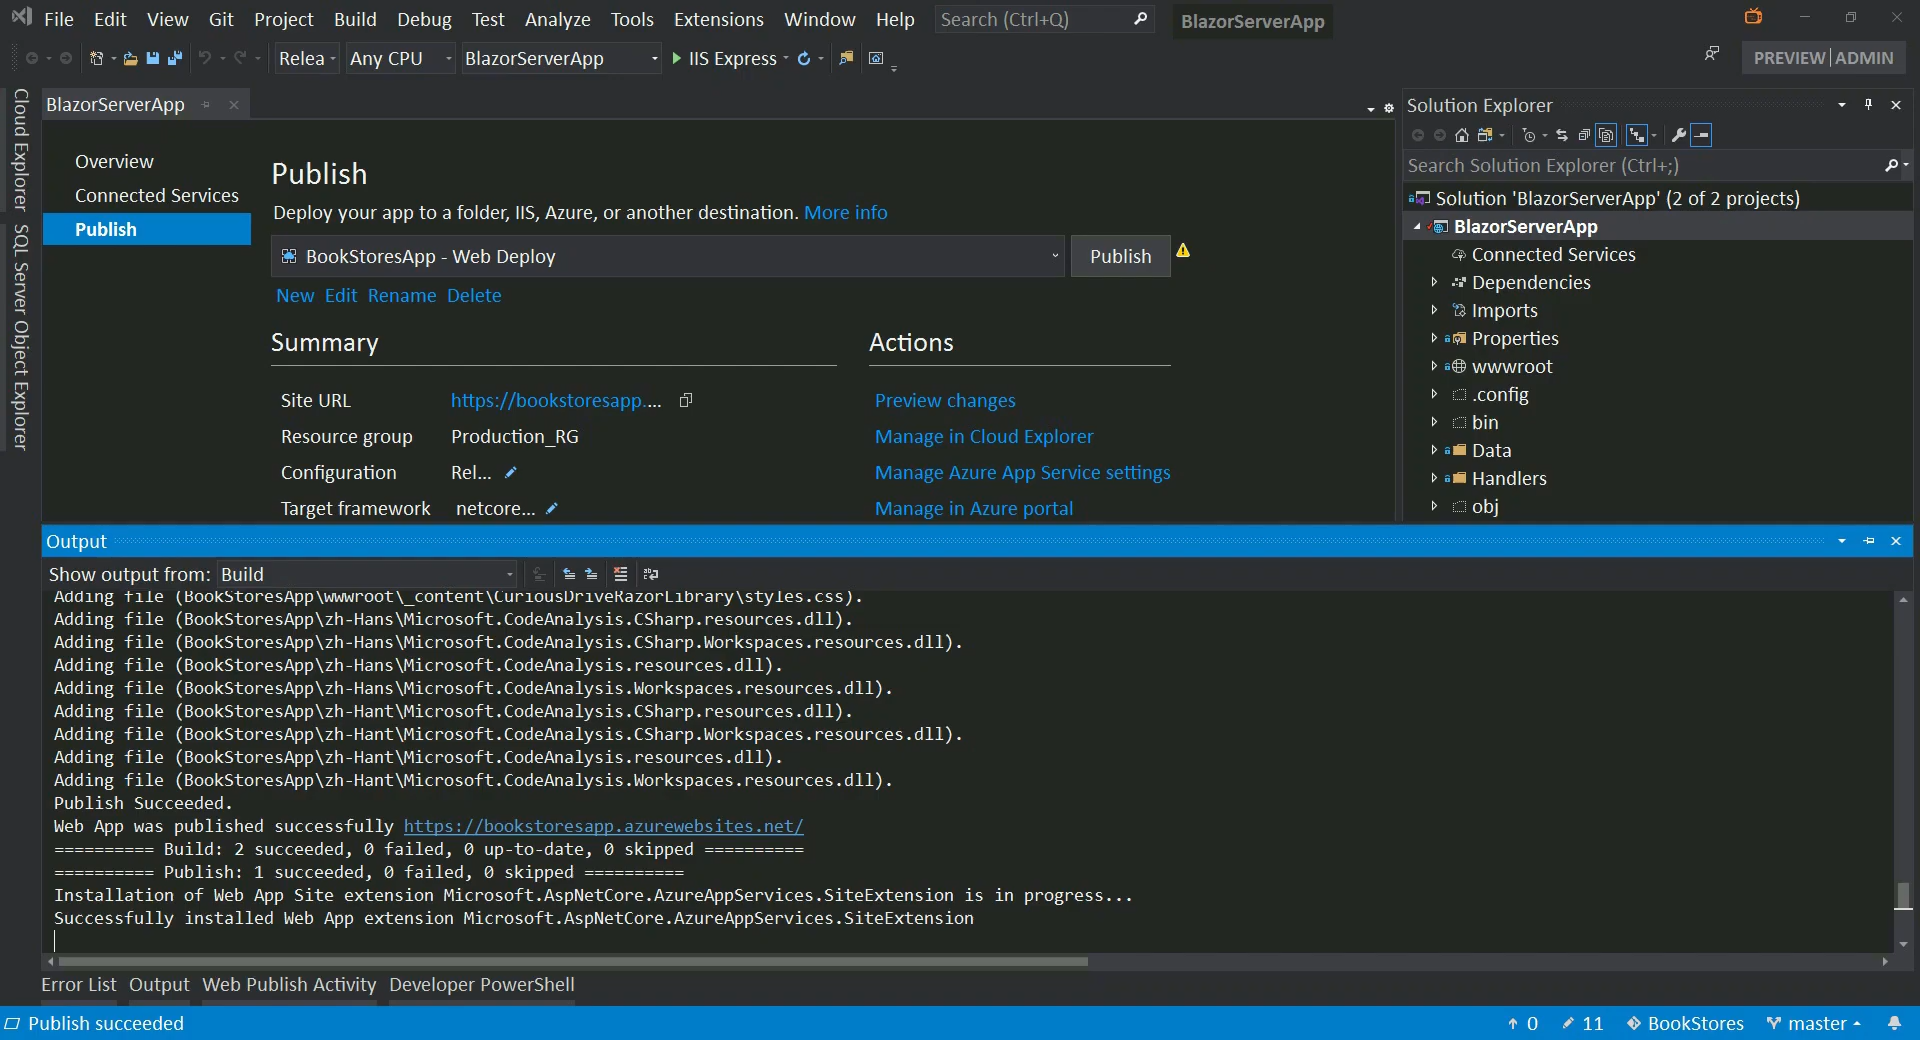 File Edit View Git Project Build Debug Test Analyze Tools Extensions Window Help Search (Ctrl+Q) BlazorServerApp
Relea Any CPU BlazorServerApp IIS Express PREVIEW ADMIN
Cloud Explorer
SQL Server Object Explorer
BlazorServerApp
Overview
Connected Services
Publish
Publish
Deploy your app to a folder, IIS, Azure, or another destination. More info
BookStoresApp - Web Deploy Publish
New Edit Rename Delete
Summary
Site URL https://bookstoresapp....
Resource group Production_RG
Configuration Rel...
Target framework netcore...
Actions
Preview changes
Manage in Cloud Explorer
Manage Azure App Service settings
Manage in Azure portal
Solution Explorer
Search Solution Explorer (Ctrl+;)
Solution 'BlazorServerApp' (2 of 2 projects)
BlazorServerApp
Connected Services
Dependencies
Imports
Properties
wwwroot
.config
bin
Data
Handlers
obj
Output
Show output from: Build
Adding file (BookStoresApp\wwwroot\_content\CuriousDriveRazorLibrary\styles.css).
Adding file (BookStoresApp\zh-Hans\Microsoft.CodeAnalysis.CSharp.resources.dll).
Adding file (BookStoresApp\zh-Hans\Microsoft.CodeAnalysis.CSharp.Workspaces.resources.dll).
Adding file (BookStoresApp\zh-Hans\Microsoft.CodeAnalysis.resources.dll).
Adding file (BookStoresApp\zh-Hans\Microsoft.CodeAnalysis.Workspaces.resources.dll).
Adding file (BookStoresApp\zh-Hant\Microsoft.CodeAnalysis.CSharp.resources.dll).
Adding file (BookStoresApp\zh-Hant\Microsoft.CodeAnalysis.CSharp.Workspaces.resources.dll).
Adding file (BookStoresApp\zh-Hant\Microsoft.CodeAnalysis.resources.dll).
Adding file (BookStoresApp\zh-Hant\Microsoft.CodeAnalysis.Workspaces.resources.dll).
Publish Succeeded.
Web App was published successfully https://bookstoresapp.azurewebsites.net/
========== Build: 2 succeeded, 0 failed, 0 up-to-date, 0 skipped ==========
========== Publish: 1 succeeded, 0 failed, 0 skipped ==========
Installation of Web App Site extension Microsoft.AspNetCore.AzureAppServices.SiteExtension is in progress...
Successfully installed Web App extension Microsoft.AspNetCore.AzureAppServices.SiteExtension
Error List Output Web Publish Activity Developer PowerShell
Publish succeeded 0 11 BookStores master